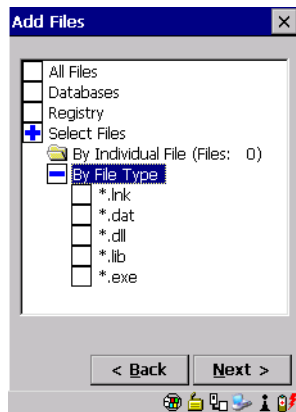 Add Files
All Files
Databases
Registry
Select Files
By Individual File (Files: 0)
By File Type
*.lnk
*.dat
*.dll
*.lib
*.exe
< Back
Next >